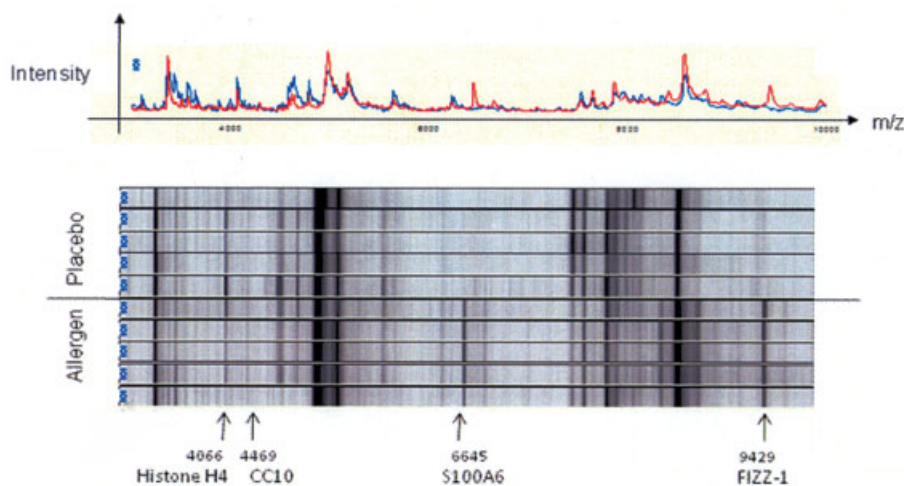 Intensity
4000 6000 8000 10000
m/z
Placebo
Allergen
4066 4469 6645 9429
Histone H4 CC10 S100A6 FIZZ-1